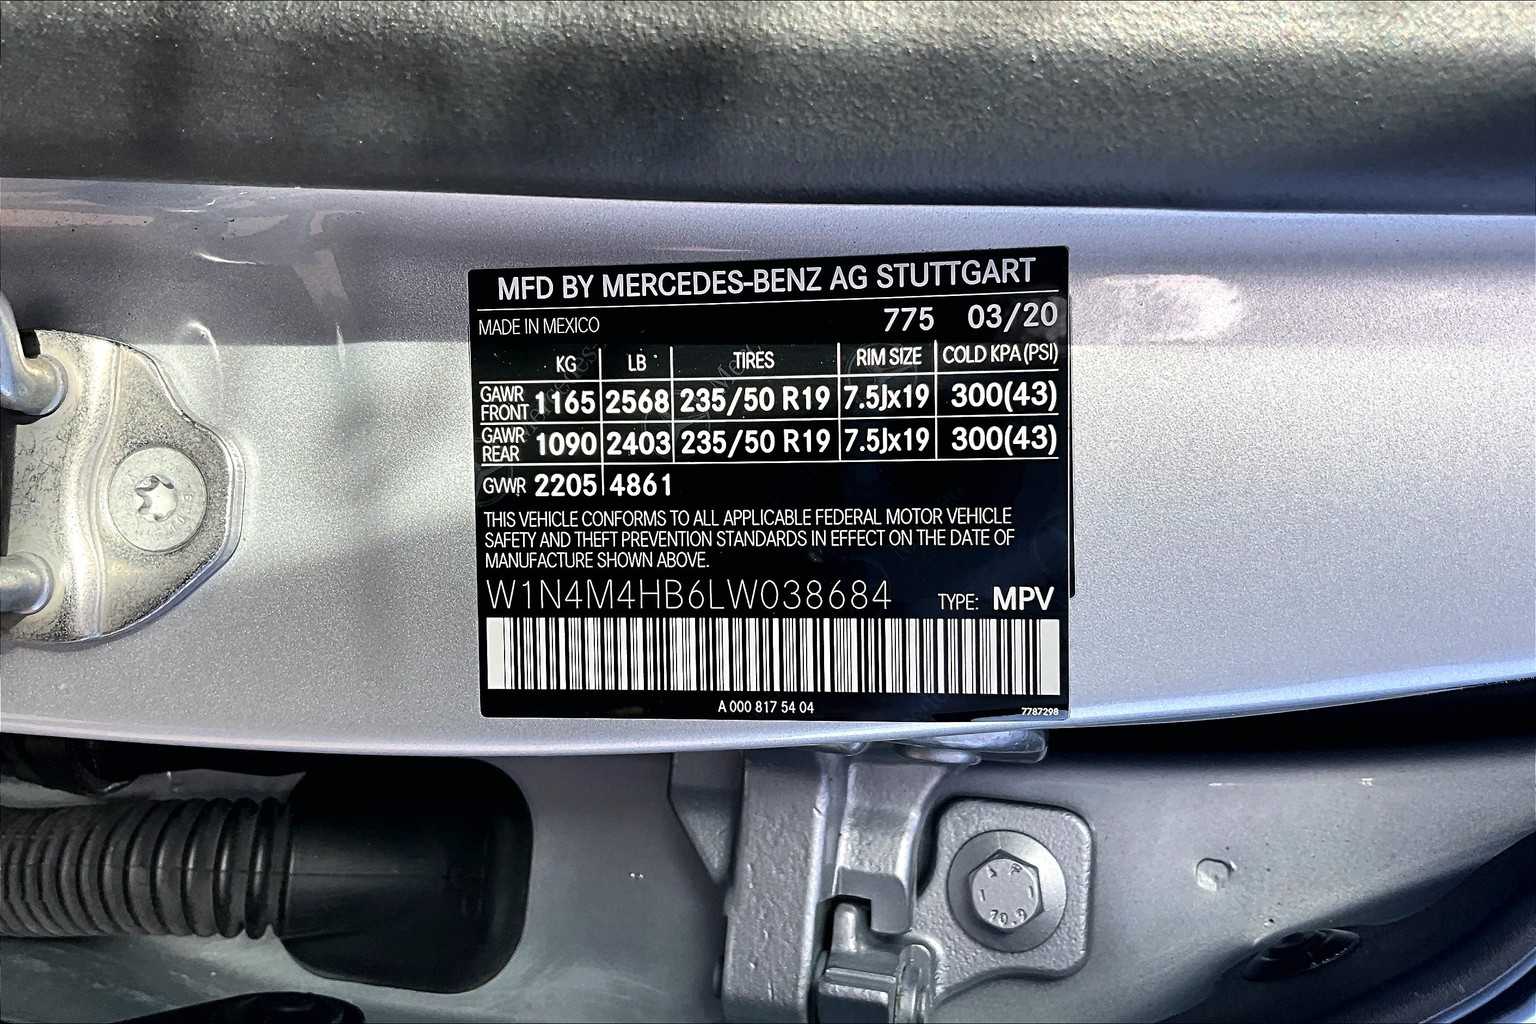 MFD BY MERCEDES-BENZ AG STUTTGART
MADE IN MEXICO 775 03/20
KG LB TIRES RIM SIZE COLD KPA (PSI)
GAWR FRONT 1165 2568 235/50 R19 7.5Jx19 300(43)
GAWR REAR 1090 2403 235/50 R19 7.5Jx19 300(43)
GVWR 2205 4861
THIS VEHICLE CONFORMS TO ALL APPLICABLE FEDERAL MOTOR VEHICLE
SAFETY AND THEFT PREVENTION STANDARDS IN EFFECT ON THE DATE OF
MANUFACTURE SHOWN ABOVE.
W1N4M4HB6LW038684 TYPE: MPV
A 000 817 54 04 7787298